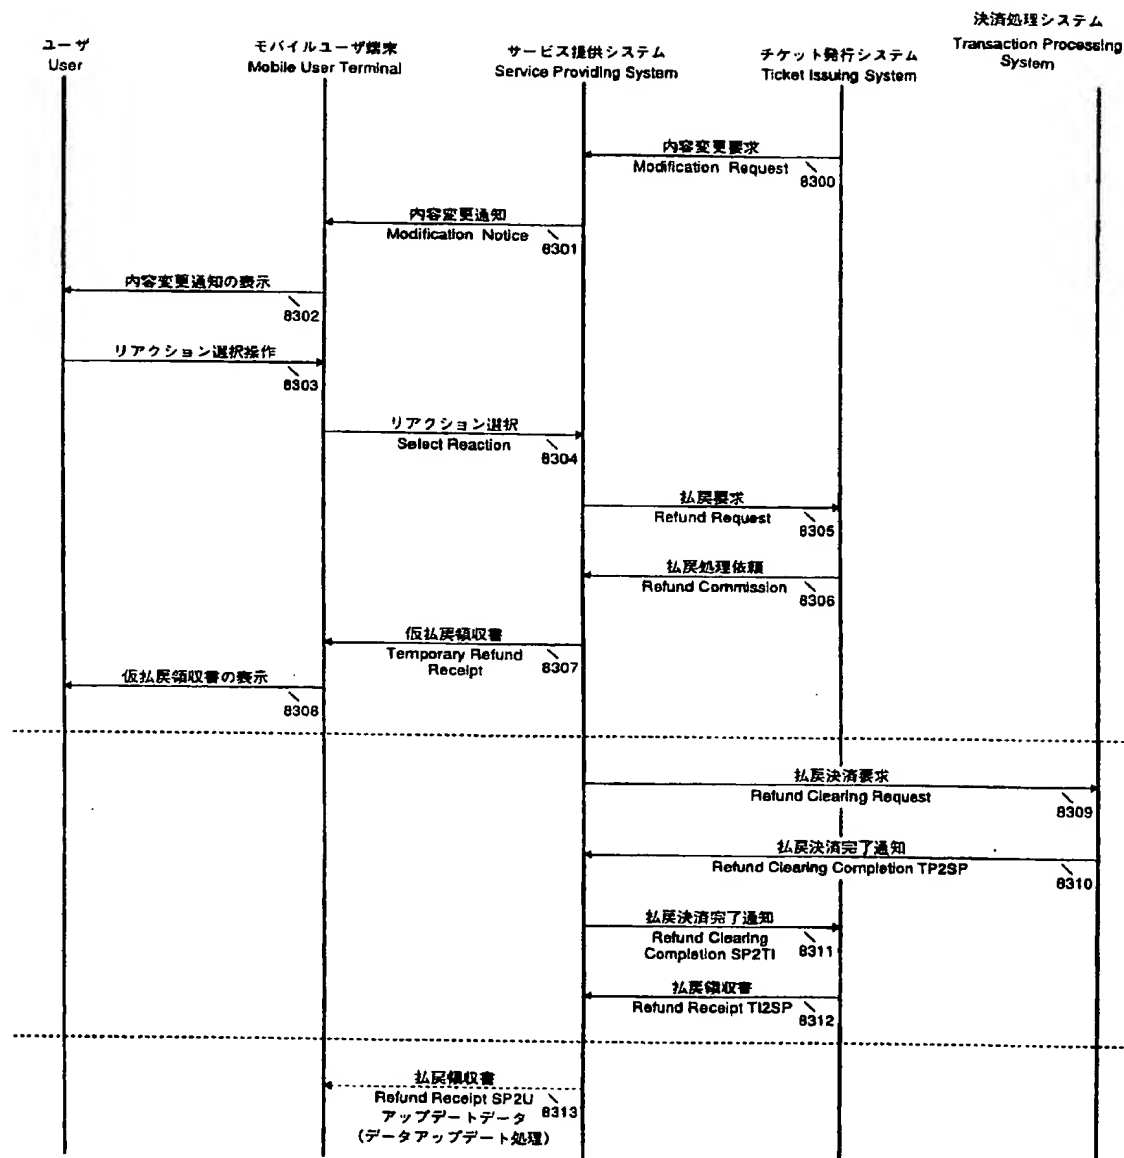 決済処理システム
Transaction Processing
System
ユーザ
User
モバイルユーザ端末
Mobile User Terminal
サービス提供システム
Service Providing System
チケット発行システム
Ticket Issuing System
内容変更要求
Modification Request
8300
内容変更通知
Modification Notice
8301
内容変更通知の表示
8302
リアクション選択操作
8303
リアクション選択
Select Reaction
8304
払戻要求
Refund Request
8305
払戻処理依頼
Refund Commission
8306
仮払戻領収書
Temporary Refund
Receipt
8307
仮払戻領収書の表示
8308
払戻決済要求
Refund Clearing Request
8309
払戻決済完了通知
Refund Clearing Completion TP2SP
8310
払戻決済完了通知
Refund Clearing
Completion SP2TI
8311
払戻領収書
Refund Receipt TI2SP
8312
払戻領収書
Refund Receipt SP2U
8313
アップデートデータ
(データアップデート処理)